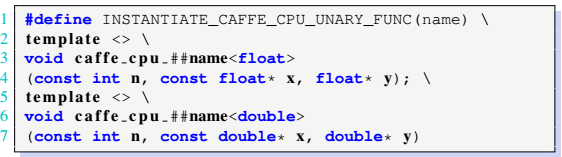 1 #define INSTANTIATE_CAFFE_CPU_UNARY_FUNC(name) \
2 template <> \
3 void caffe_cpu_##name<float>
4 (const int n, const float* x, float* y); \
5 template <> \
6 void caffe_cpu_##name<double>
7 (const int n, const double* x, double* y)